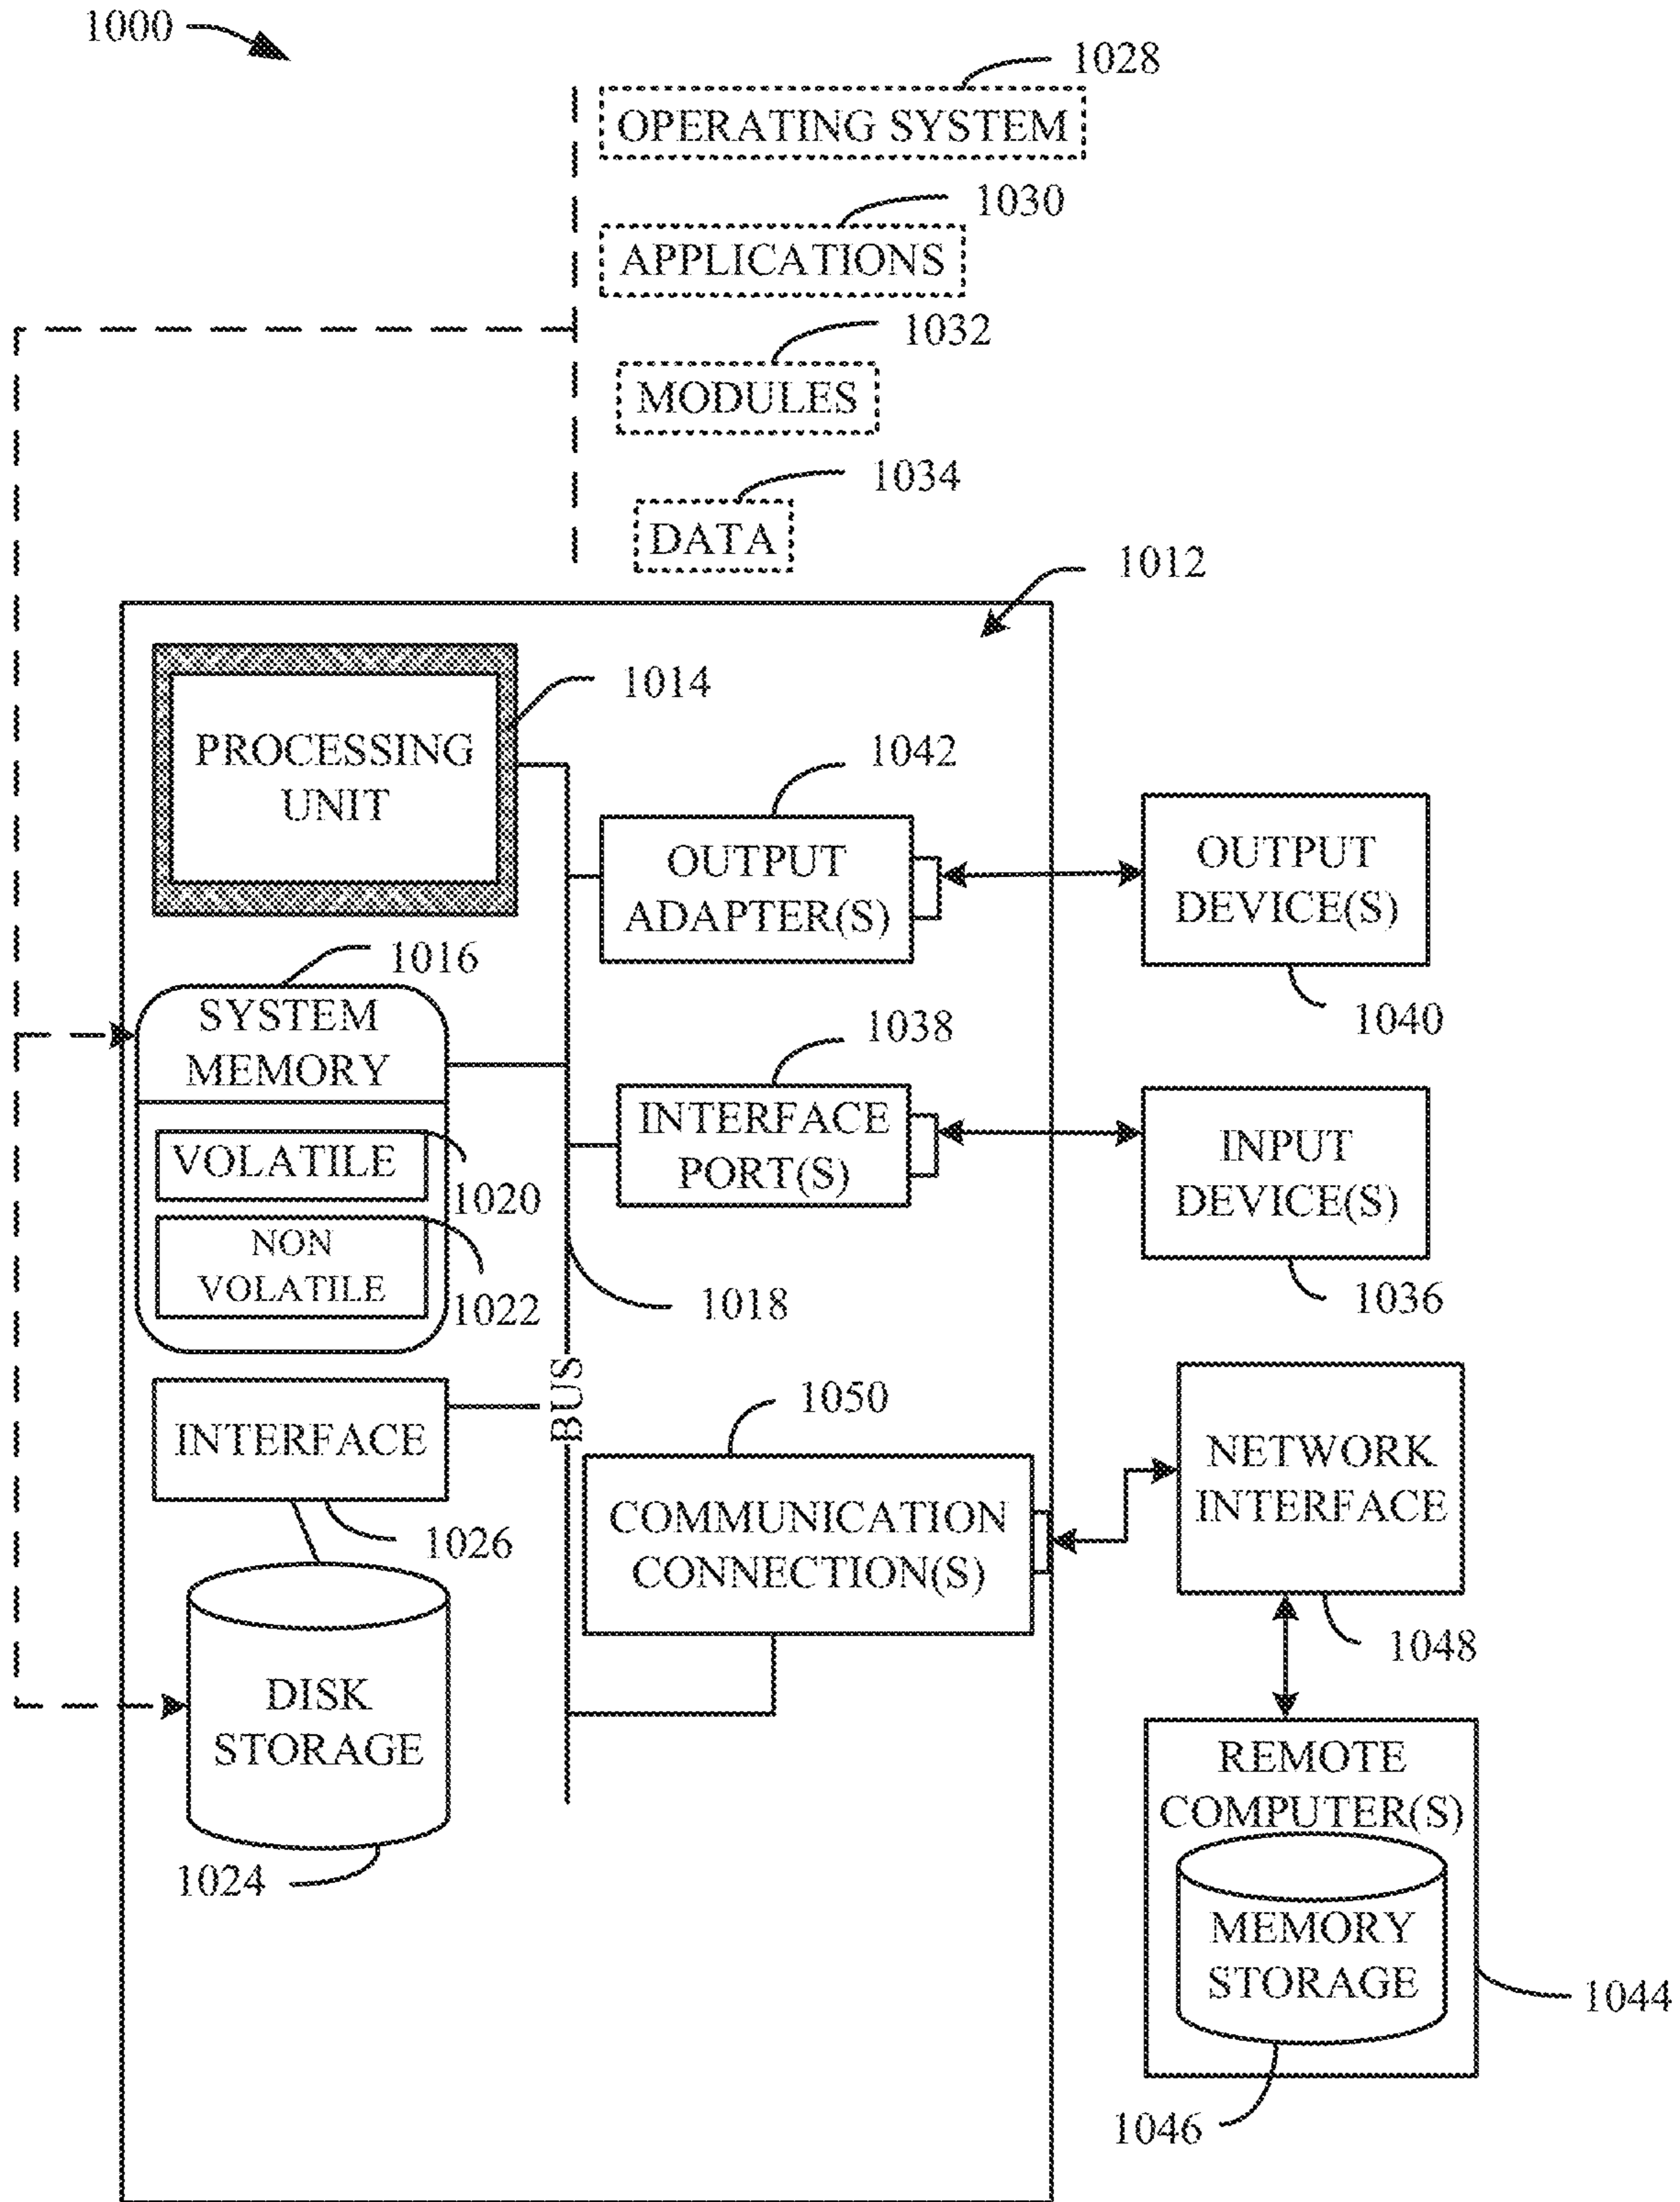 1000
1028
OPERATING SYSTEM
1030
APPLICATIONS
1032
MODULES
1034
DATA
1012
PROCESSING
UNIT
1014
1042
OUTPUT
ADAPTER(S)
OUTPUT
DEVICE(S)
1040
1016
SYSTEM
MEMORY
VOLATILE
1020
NON
VOLATILE
1022
1038
INTERFACE
PORT(S)
INPUT
DEVICE(S)
1036
1018
BUS
INTERFACE
1026
1050
COMMUNICATION
CONNECTION(S)
NETWORK
INTERFACE
1048
DISK
STORAGE
1024
REMOTE
COMPUTER(S)
MEMORY
STORAGE
1044
1046